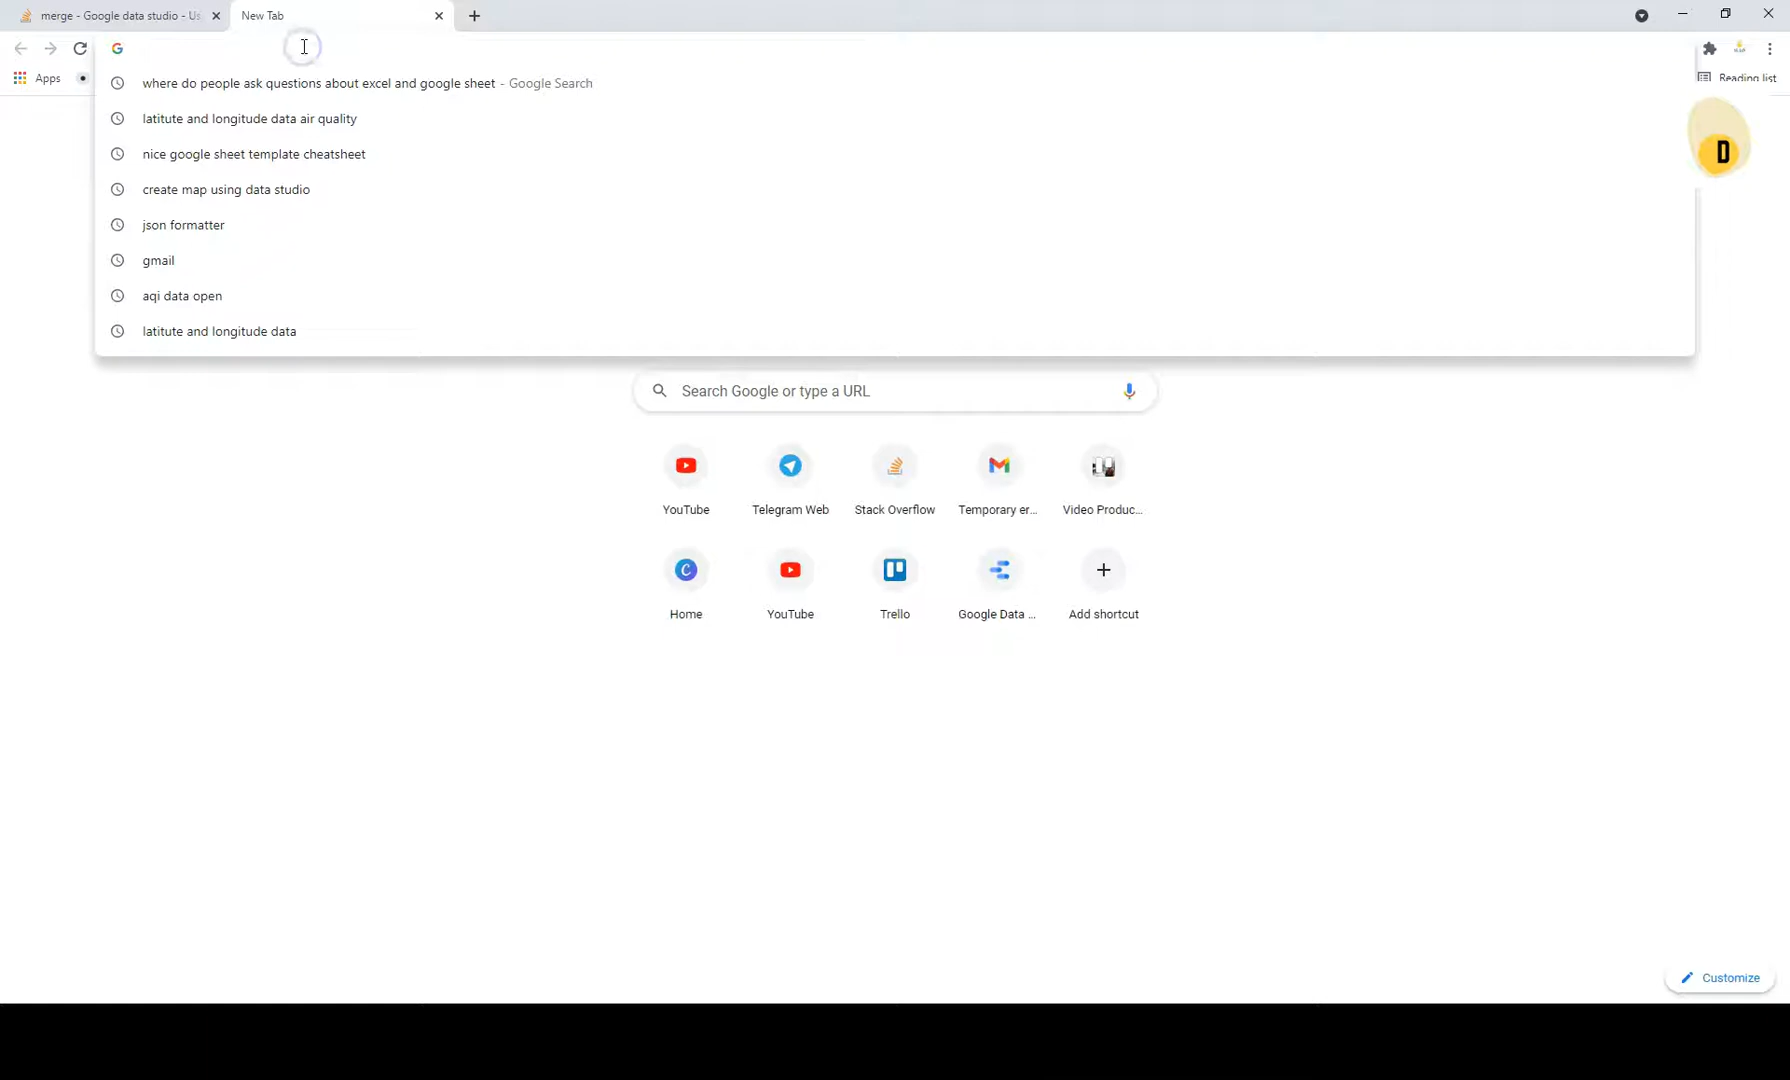 merge - Google data studio - Us
New Tab
Apps
Reading list
where do people ask questions about excel and google sheet - Google Search
latitute and longitude data air quality
nice google sheet template cheatsheet
create map using data studio
json formatter
gmail
aqi data open
latitute and longitude data
D
Search Google or type a URL
YouTube
Telegram Web
Stack Overflow
Temporary er...
Video Produc...
Home
YouTube
Trello
Google Data ...
Add shortcut
Customize